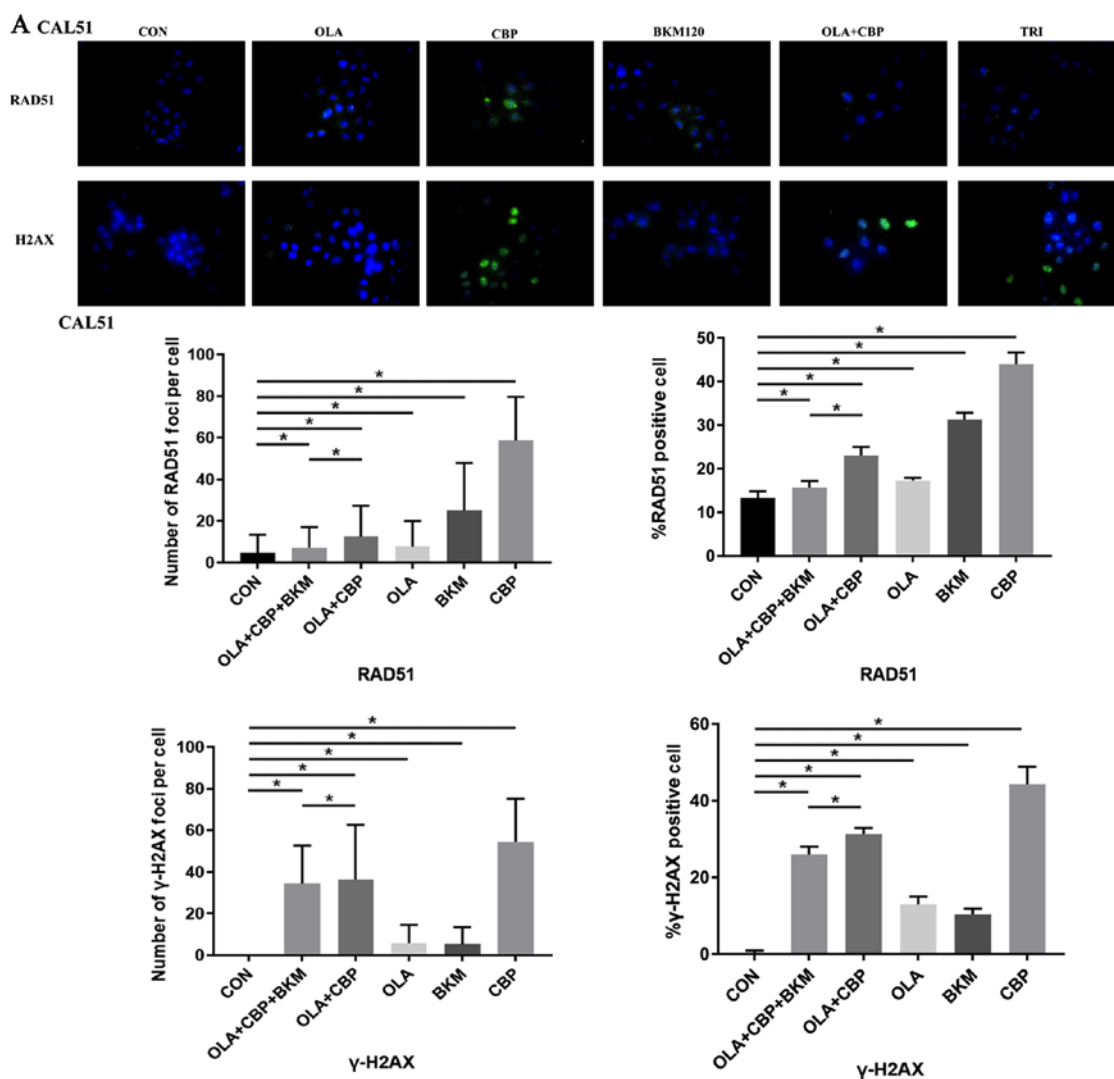 A CAL51
CON OLA CBP BKM120 OLA+CBP TRI
RAD51
H2AX
CAL51
Number of RAD51 foci per cell
100
80
60
40
20
0
* * * * * *
CON OLA+CBP+BKM OLA+CBP OLA BKM CBP
RAD51
%RAD51 positive cell
50
40
30
20
10
0
* * * * * *
CON OLA+CBP+BKM OLA+CBP OLA BKM CBP
RAD51
Number of γ-H2AX foci per cell
100
80
60
40
20
0
* * * * * *
CON OLA+CBP+BKM OLA+CBP OLA BKM CBP
γ-H2AX
%γ-H2AX positive cell
60
40
20
0
* * * * * *
CON OLA+CBP+BKM OLA+CBP OLA BKM CBP
γ-H2AX